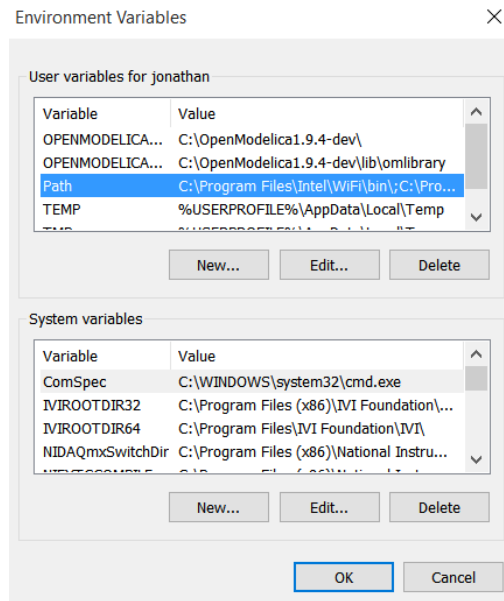 Environment Variables
User variables for jonathan
Variable Value
OPENMODELICA... C:\OpenModelica1.9.4-dev\
OPENMODELICA... C:\OpenModelica1.9.4-dev\lib\omlibrary
Path C:\Program Files\Intel\WiFi\bin\;C:\Pro...
TEMP %USERPROFILE%\AppData\Local\Temp
New... Edit... Delete
System variables
Variable Value
ComSpec C:\WINDOWS\system32\cmd.exe
IVIROOTDIR32 C:\Program Files (x86)\IVI Foundation\...
IVIROOTDIR64 C:\Program Files\IVI Foundation\IVI\
NIDAQmxSwitchDir C:\Program Files (x86)\National Instru...
New... Edit... Delete
OK Cancel